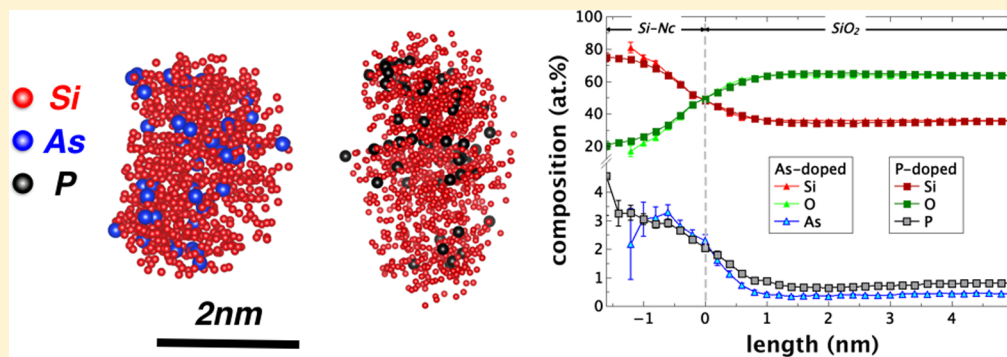 Si
As
P
2nm
Si-Nc
SiO₂
100
80
60
40
20
4
3
2
1
0
composition (at.%)
As-doped
Si
O
As
P-doped
Si
O
P
−1
0
1
2
3
4
length (nm)